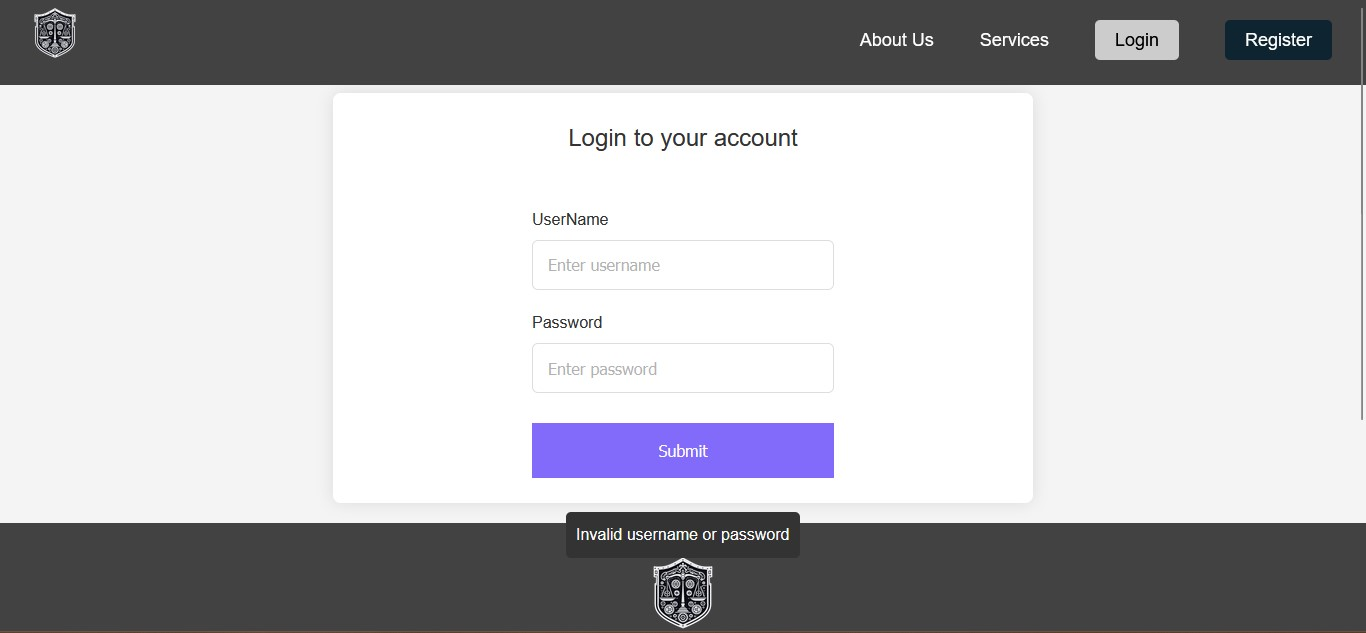 About Us
Services
Login
Register
Login to your account
UserName
Enter username
Password
Enter password
Submit
Invalid username or password